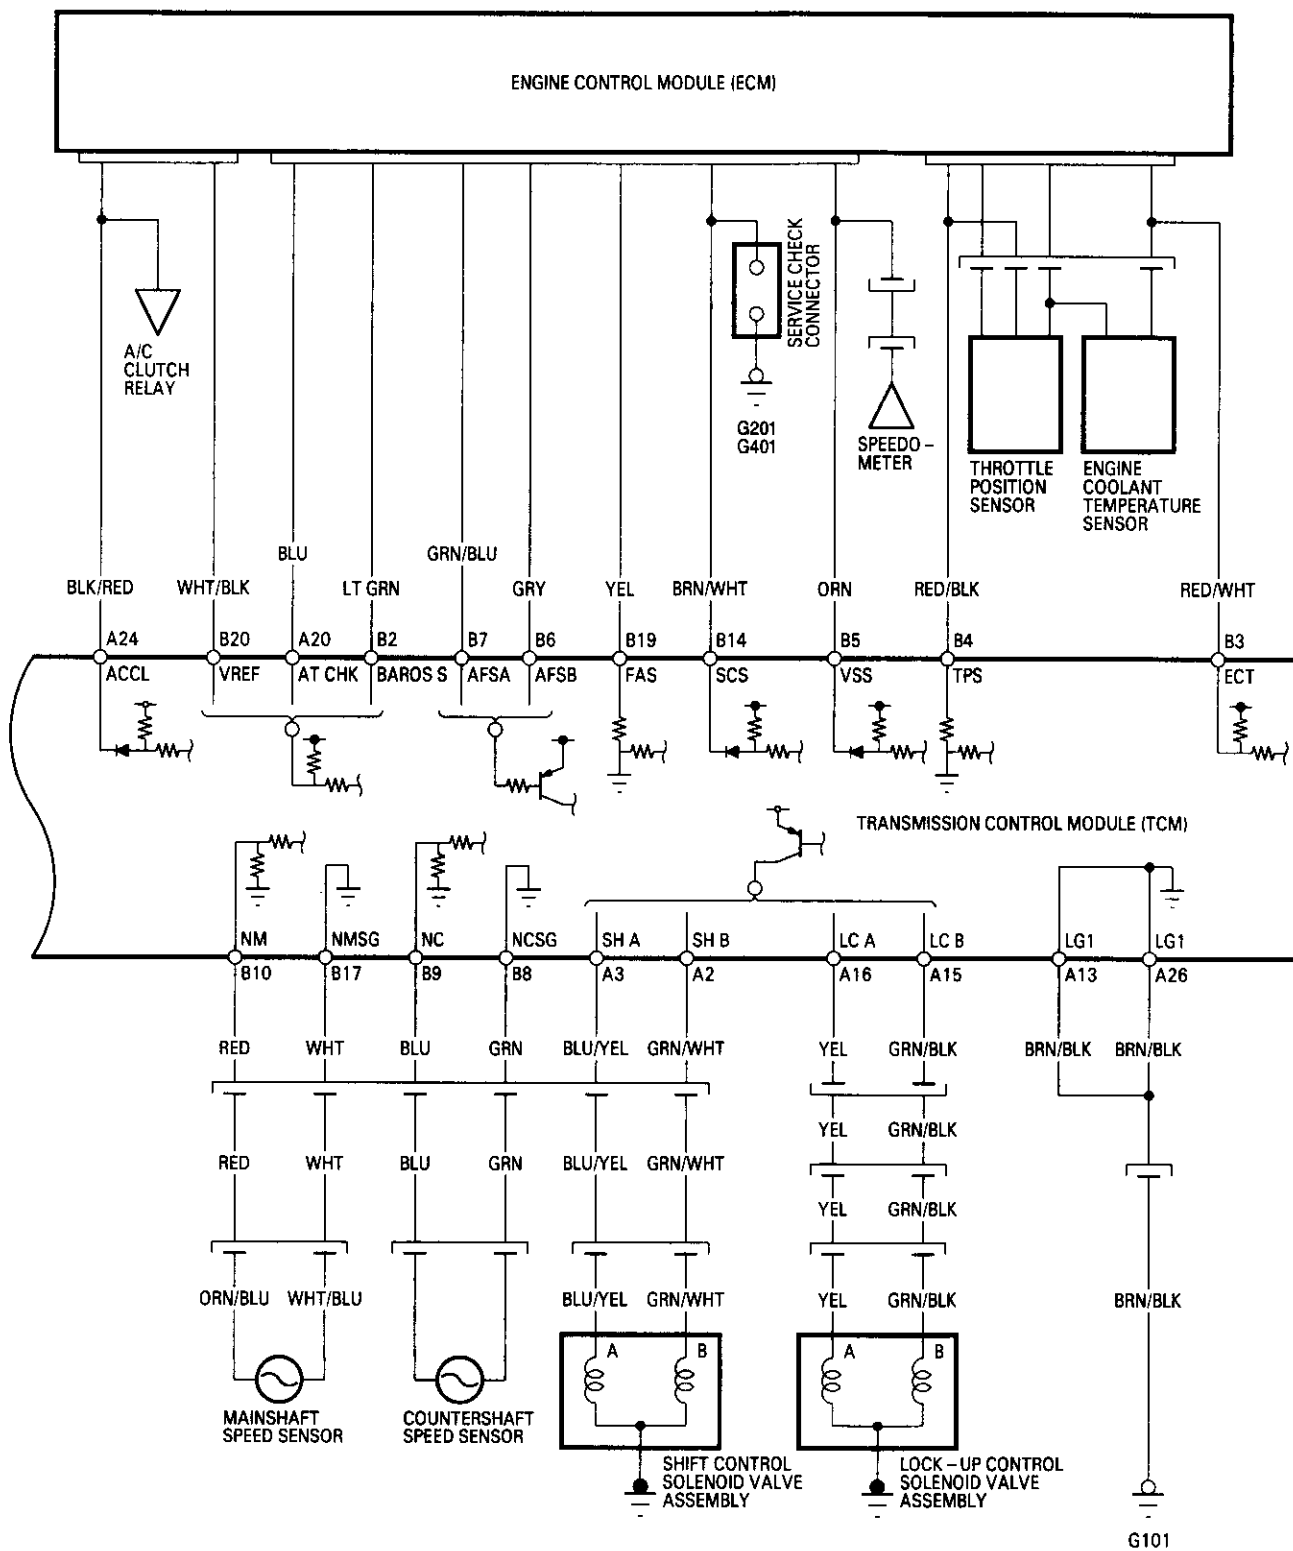 ENGINE CONTROL MODULE (ECM)
SERVICE CHECK
CONNECTOR
A/C
CLUTCH
RELAY
G201
G401
SPEEDO-
METER
THROTTLE
POSITION
SENSOR
ENGINE
COOLANT
TEMPERATURE
SENSOR
BLU GRN/BLU
BLK/RED WHT/BLK LT GRN GRY YEL BRN/WHT ORN RED/BLK RED/WHT
A24 B20 A20 B2 B7 B6 B19 B14 B5 B4 B3
ACCL VREF AT CHK BAROS S AFSA AFSB FAS SCS VSS TPS ECT
TRANSMISSION CONTROL MODULE (TCM)
NM NMSG NC NCSG SH A SH B LC A LC B LG1 LG1
B10 B17 B9 B8 A3 A2 A16 A15 A13 A26
RED WHT BLU GRN BLU/YEL GRN/WHT YEL GRN/BLK BRN/BLK BRN/BLK
YEL GRN/BLK
RED WHT BLU GRN BLU/YEL GRN/WHT
YEL GRN/BLK
ORN/BLU WHT/BLU BLU/YEL GRN/WHT YEL GRN/BLK BRN/BLK
A B A B
MAINSHAFT
SPEED SENSOR
COUNTERSHAFT
SPEED SENSOR
SHIFT CONTROL
SOLENOID VALVE
ASSEMBLY
LOCK-UP CONTROL
SOLENOID VALVE
ASSEMBLY
G101